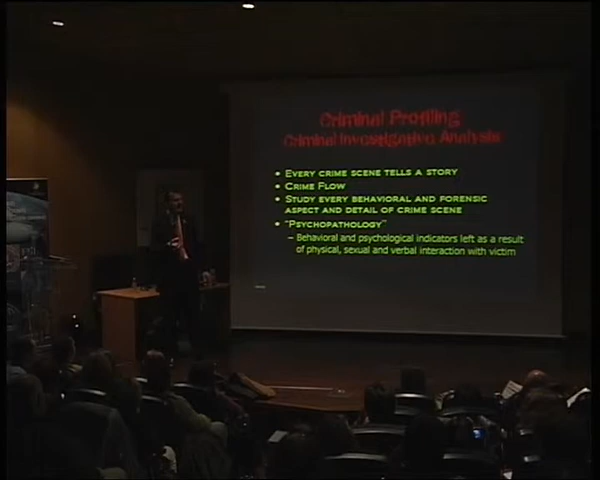 Criminal Profiling
Criminal Investigative Analysis
• EVERY CRIME SCENE TELLS A STORY
• CRIME FLOW
• STUDY EVERY BEHAVIORAL AND FORENSIC
ASPECT AND DETAIL OF CRIME SCENE
• "PSYCHOPATHOLOGY"
– Behavioral and psychological indicators left as a result
of physical, sexual and verbal interaction with victim